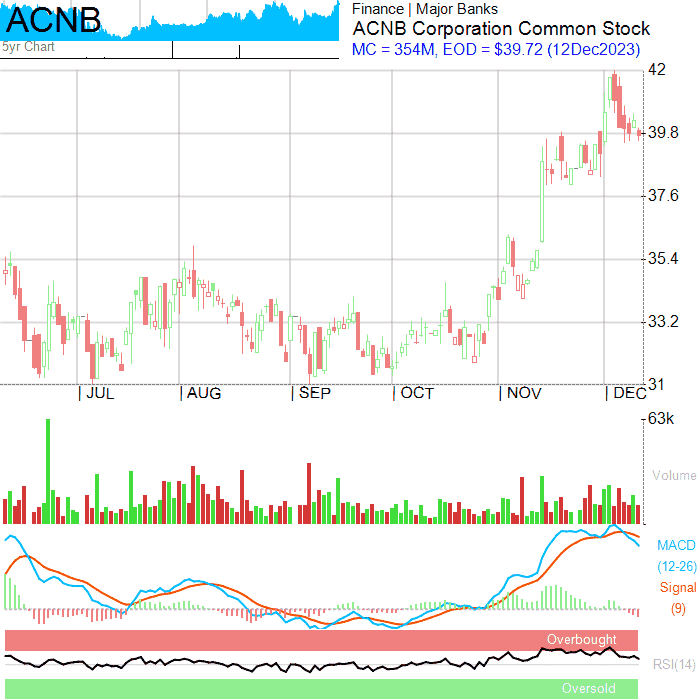 ACNB
5yr Chart
Finance | Major Banks
ACNB Corporation Common Stock
MC = 354M, EOD = $39.72 (12Dec2023)
42
39.8
37.6
35.4
33.2
31
JUL AUG SEP OCT NOV DEC
63k
Volume
MACD
(12-26)
Signal
(9)
Overbought
RSI(14)
Oversold